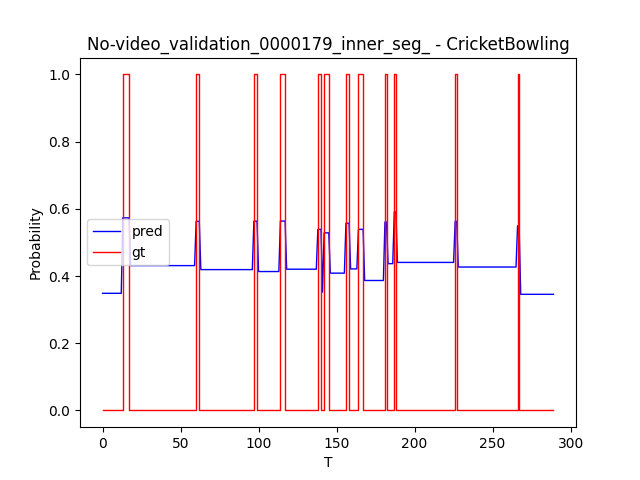 No-video_validation_0000179_inner_seg_ - CricketBowling
1.0
0.8
0.6
0.4
0.2
0.0
Probability
pred
gt
0 50 100 150 200 250 300
T